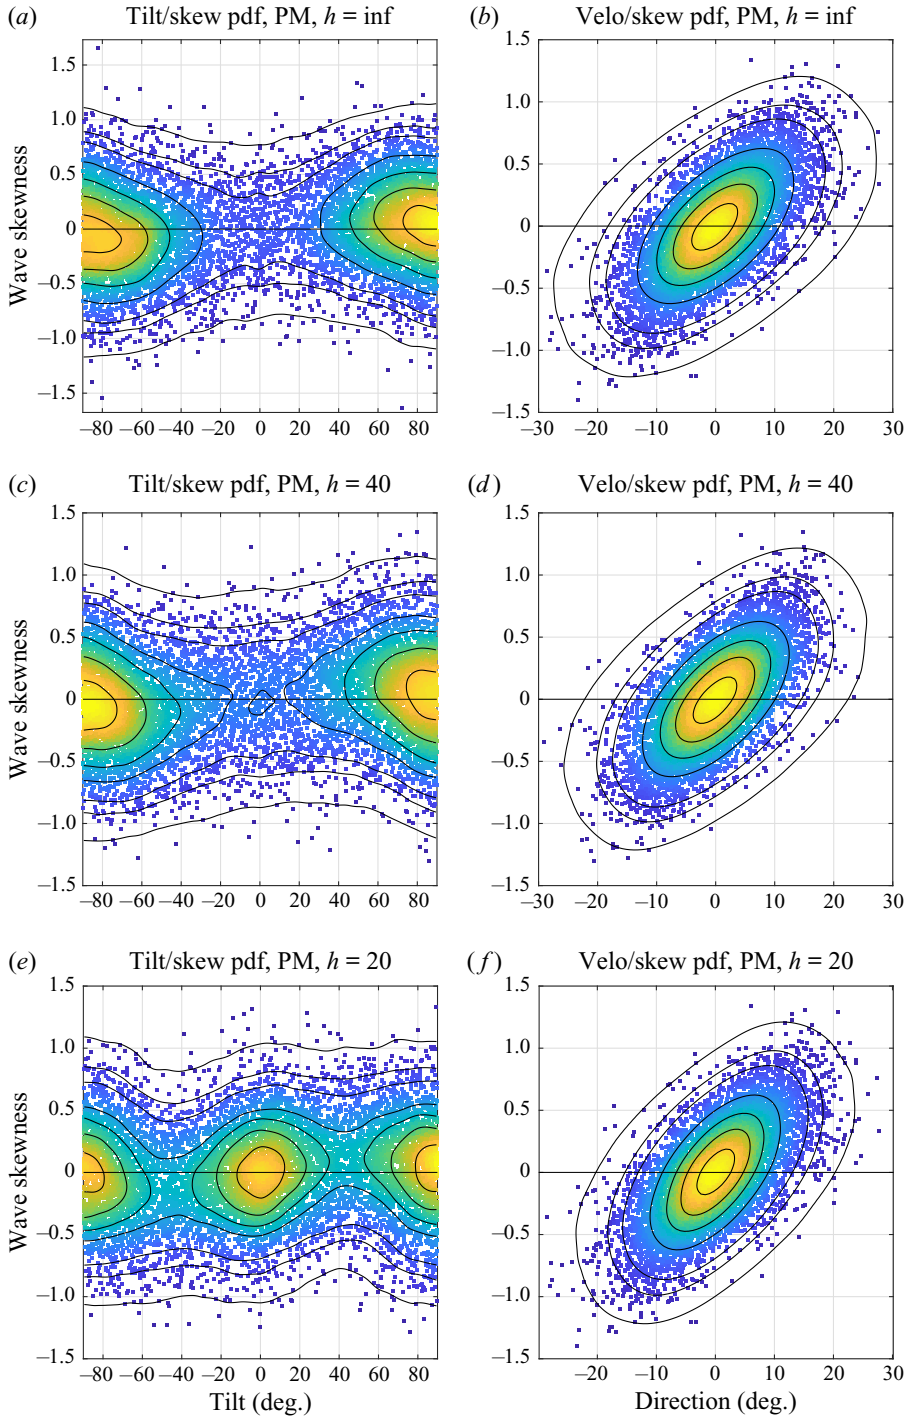 (a) Tilt/skew pdf, PM, h = inf
(b) Velo/skew pdf, PM, h = inf
1.5
1.0
0.5
0
–0.5
–1.0
–1.5
Wave skewness
–80 –60 –40 –20 0 20 40 60 80
1.5
1.0
0.5
0
–0.5
–1.0
–1.5
–30 –20 –10 0 10 20 30
(c) Tilt/skew pdf, PM, h = 40
(d) Velo/skew pdf, PM, h = 40
1.5
1.0
0.5
0
–0.5
–1.0
–1.5
Wave skewness
–80 –60 –40 –20 0 20 40 60 80
1.5
1.0
0.5
0
–0.5
–1.0
–1.5
–30 –20 –10 0 10 20 30
(e) Tilt/skew pdf, PM, h = 20
(f) Velo/skew pdf, PM, h = 20
1.5
1.0
0.5
0
–0.5
–1.0
–1.5
Wave skewness
–80 –60 –40 –20 0 20 40 60 80
Tilt (deg.)
1.5
1.0
0.5
0
–0.5
–1.0
–1.5
–20 –10 0 10 20 30
Direction (deg.)